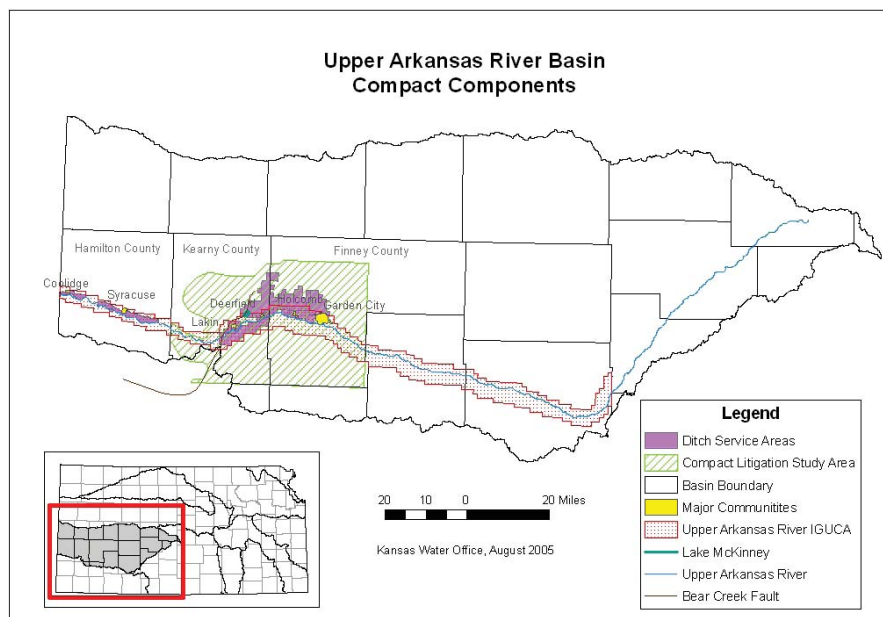 Upper Arkansas River Basin
Compact Components
Hamilton County
Kearny County
Finney County
Coolidge
Syracuse
Deerfield
Holcomb
Garden City
Lakin
Legend
Ditch Service Areas
Compact Litigation Study Area
Basin Boundary
Major Communitites
Upper Arkansas River IGUCA
Lake McKinney
Upper Arkansas River
Bear Creek Fault
20 10 0 20 Miles
Kansas Water Office, August 2005